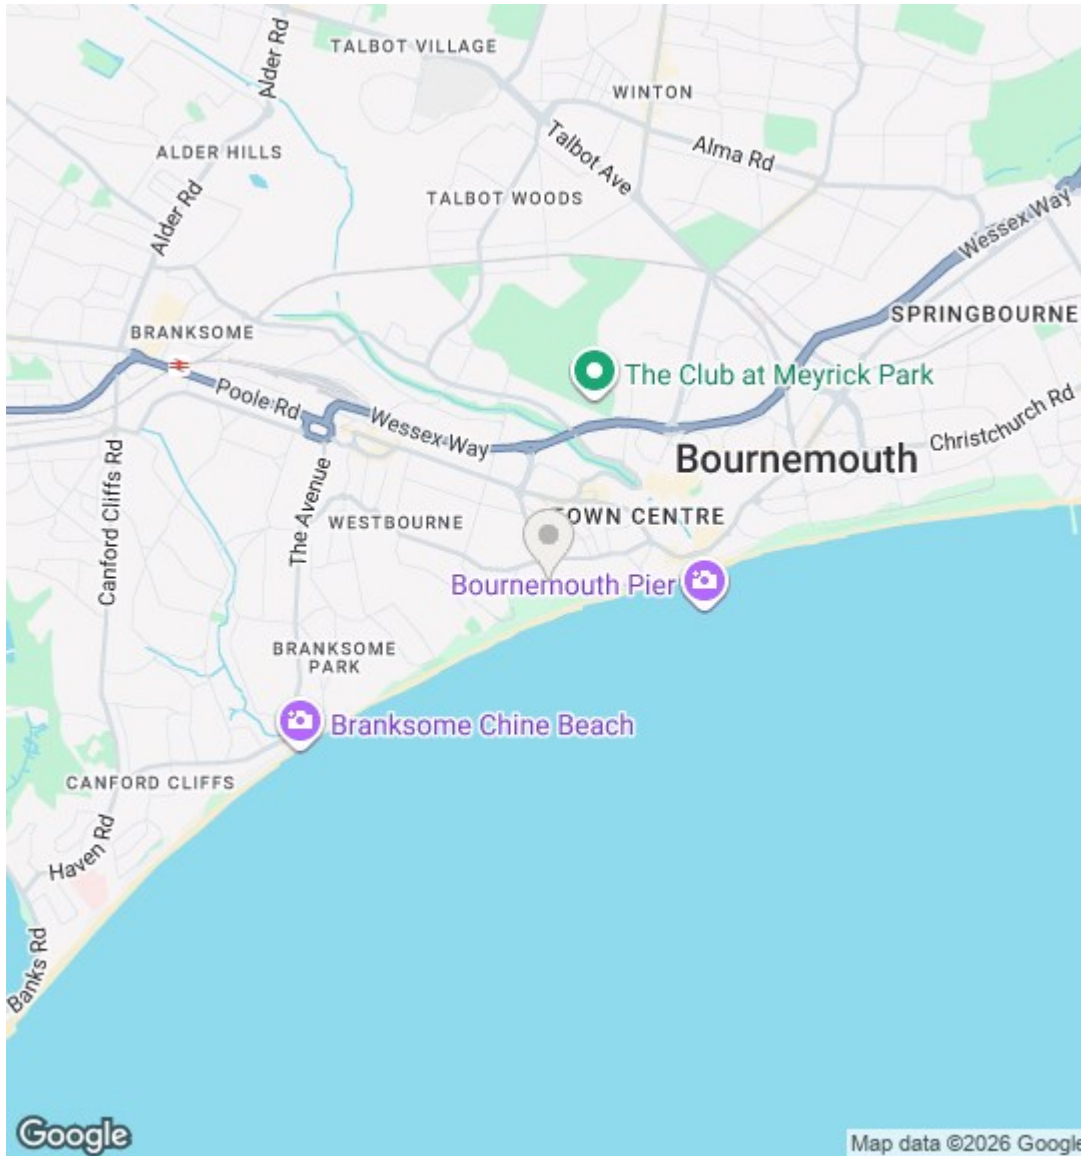 Alder Rd
TALBOT VILLAGE
WINTON
Talbot Ave
Alma Rd
ALDER HILLS
Alder Rd
TALBOT WOODS
Wessex Way
BRANKSOME
SPRINGBOURNE
The Club at Meyrick Park
Poole Rd
Wessex Way
Christchurch Rd
Bournemouth
Canford Cliffs Rd
The Avenue
WESTBOURNE
TOWN CENTRE
Bournemouth Pier
BRANKSOME
PARK
Branksome Chine Beach
CANFORD CLIFFS
Haven Rd
Banks Rd
Google
Map data ©2026 Google